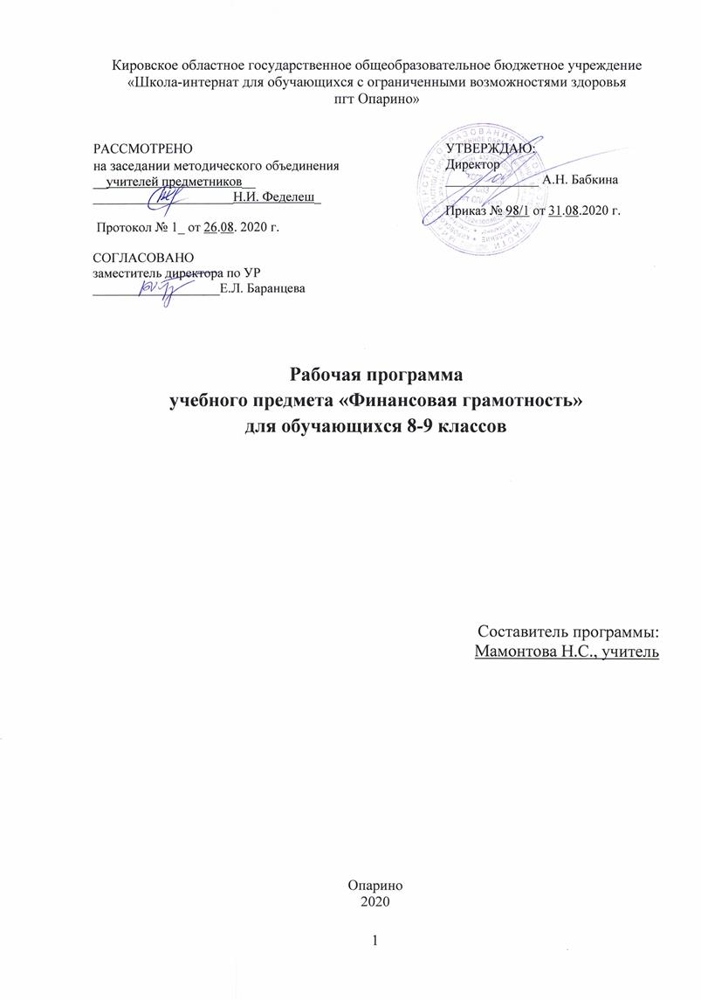 Кировское областное государственное общеобразовательное бюджетное учреждение
«Школа-интернат для обучающихся с ограниченными возможностями здоровья
пгт Опарино»
РАССМОТРЕНО
на заседании методического объединения
учителей предметников
Н.И. Феделеш
Протокол № 1_ от 26.08. 2020 г.
СОГЛАСОВАНО
заместитель директора по УР
Е.Л. Баранцева
УТВЕРЖДАЮ:
Директор
А.Н. Бабкина
Приказ № 98/1 от 31.08.2020 г.
Рабочая программа
учебного предмета «Финансовая грамотность»
для обучающихся 8-9 классов
Составитель программы:
Мамонтова Н.С., учитель
Опарино
2020
1